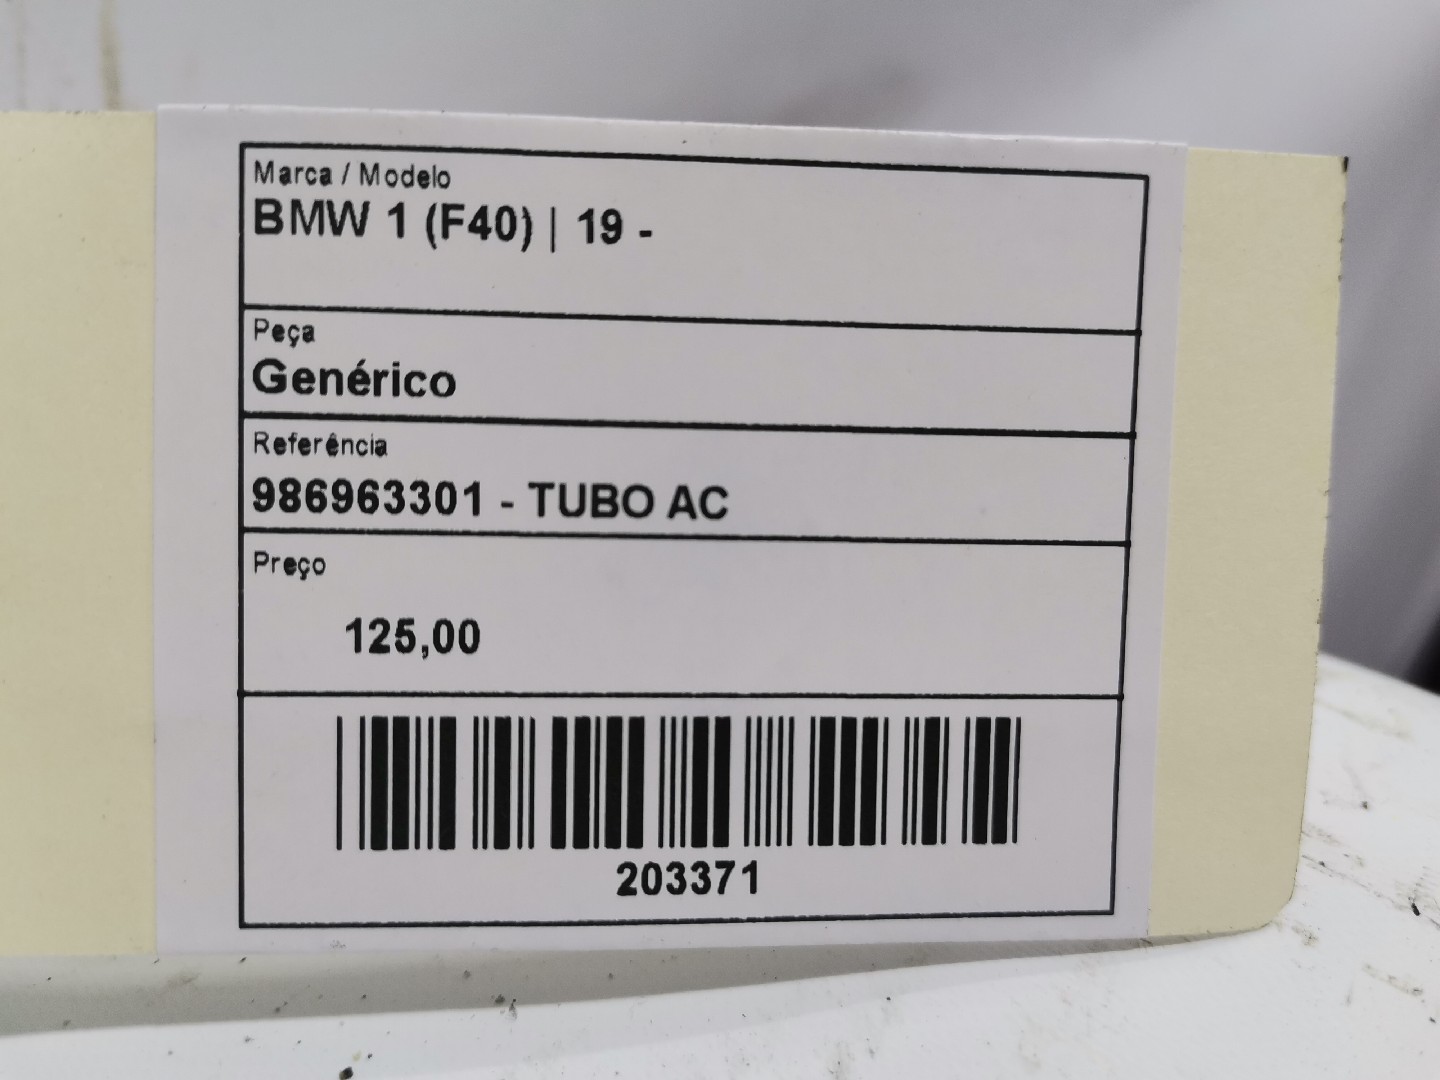 Marca / Modelo
BMW 1 (F40) | 19 -
Peça
Genérico
Referência
986963301 - TUBO AC
Preço
125,00
203371